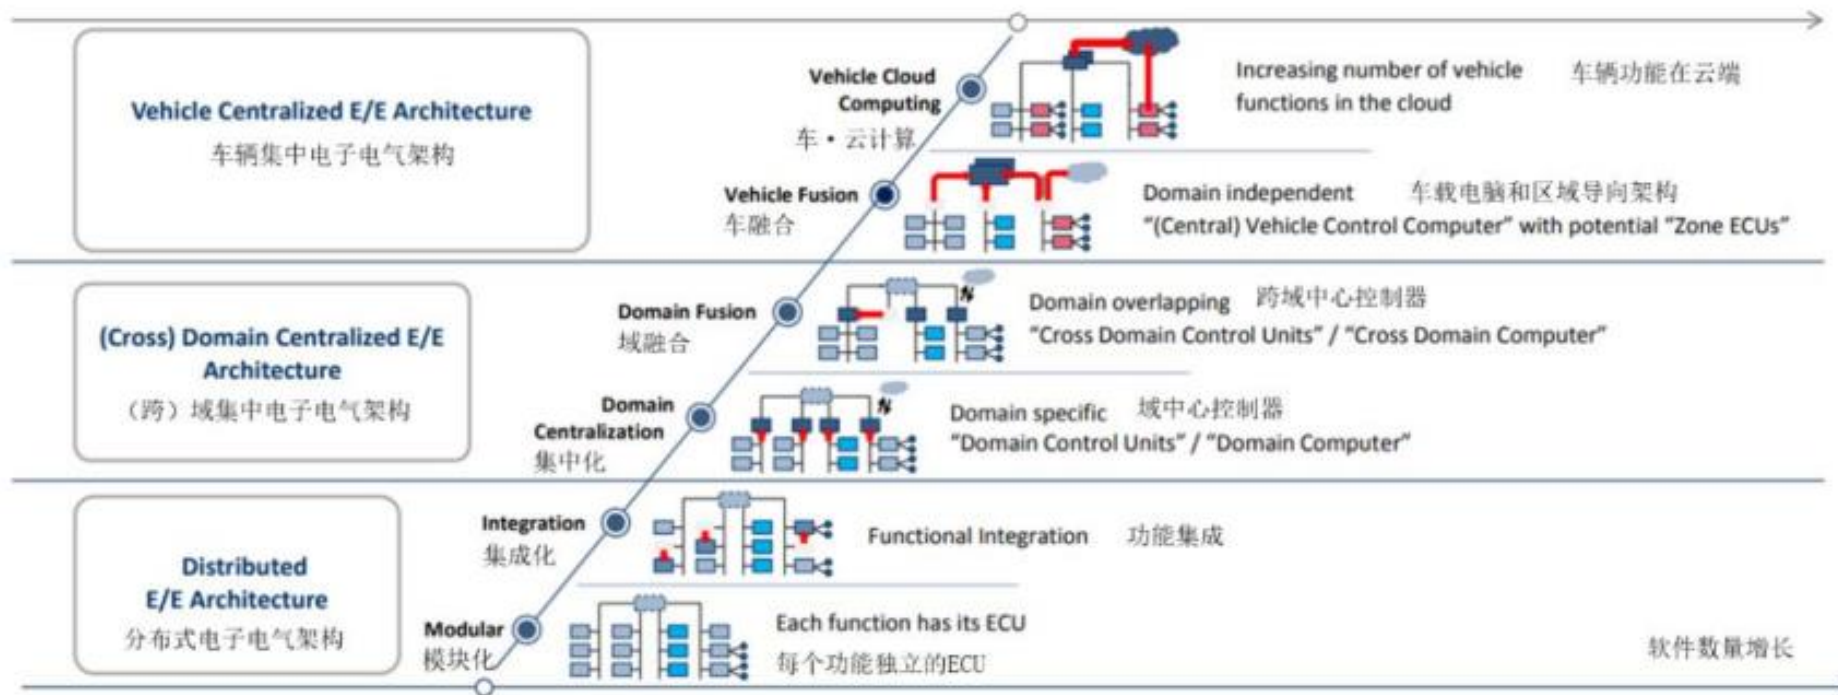 Vehicle Centralized E/E Architecture
车辆集中电子电气架构
Vehicle Cloud
Computing
车·云计算
Increasing number of vehicle 车辆功能在云端
functions in the cloud
Vehicle Fusion
车融合
Domain independent 车载电脑和区域导向架构
"(Central) Vehicle Control Computer" with potential "Zone ECUs"
(Cross) Domain Centralized E/E
Architecture
（跨）域集中电子电气架构
Domain Fusion
域融合
Domain overlapping 跨域中心控制器
"Cross Domain Control Units" / "Cross Domain Computer"
Domain
Centralization
集中化
Domain specific 域中心控制器
"Domain Control Units" / "Domain Computer"
Distributed
E/E Architecture
分布式电子电气架构
Integration
集成化
Functional Integration 功能集成
Modular
模块化
Each function has its ECU
每个功能独立的ECU
软件数量增长